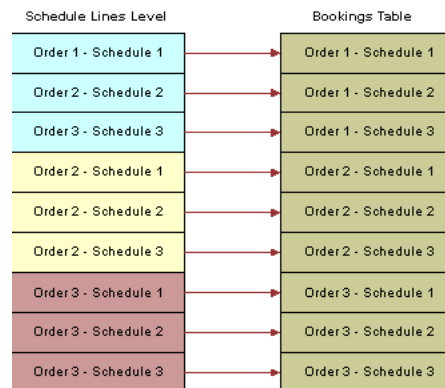 Schedule Lines Level
Bookings Table
Order 1 - Schedule 1
Order 1 - Schedule 1
Order 2 - Schedule 2
Order 1 - Schedule 2
Order 3 - Schedule 3
Order 1 - Schedule 3
Order 2 - Schedule 1
Order 2 - Schedule 1
Order 2 - Schedule 2
Order 2 - Schedule 2
Order 2 - Schedule 3
Order 2 - Schedule 3
Order 3 - Schedule 1
Order 3 - Schedule 1
Order 3 - Schedule 2
Order 3 - Schedule 2
Order 3 - Schedule 3
Order 3 - Schedule 3